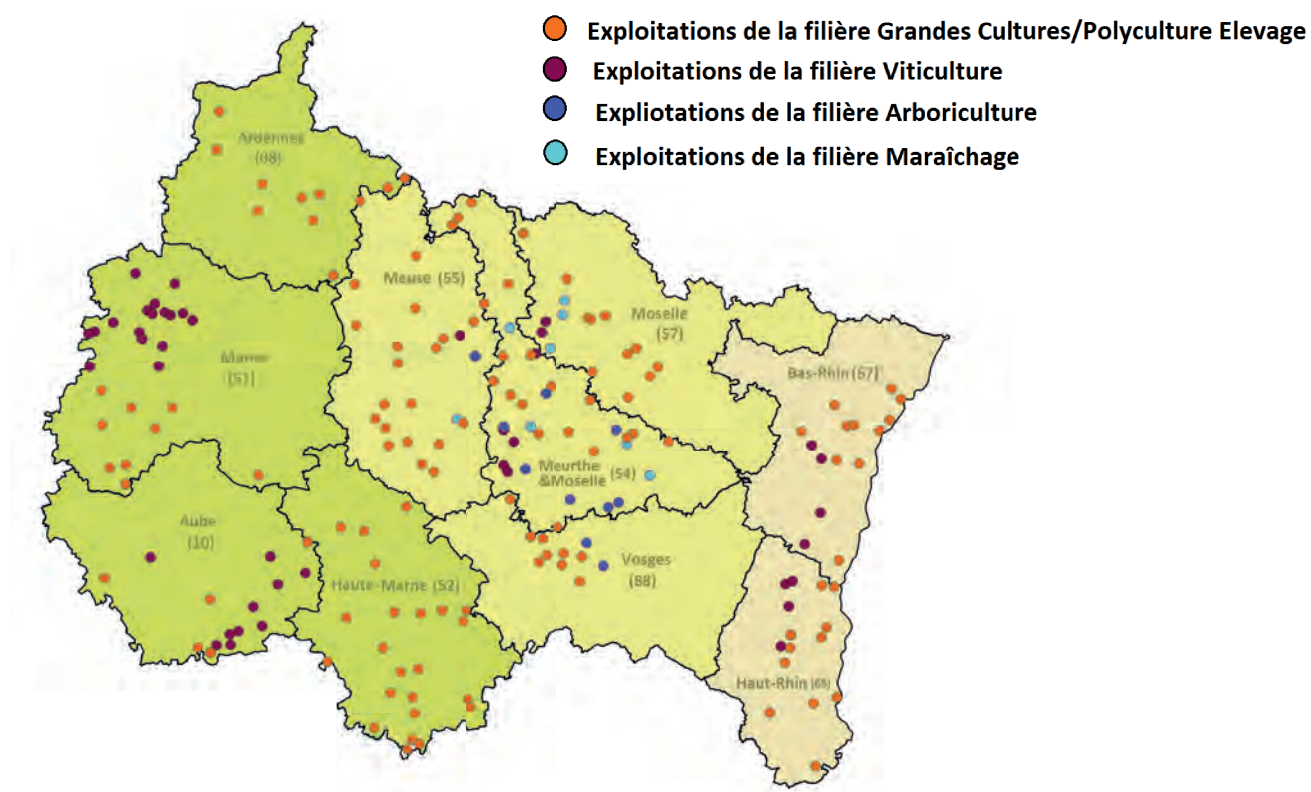 Exploitations de la filière Grandes Cultures/Polyculture Elevage
Exploitations de la filière Viticulture
Expliotations de la filière Arboriculture
Exploitations de la filière Maraîchage
Ardennes
(08)
Meuse (55)
Moselle
(57)
Marne
(51)
Bas-Rhin (67)
Meurthe
&Moselle (54)
Aube
(10)
Vosges
(88)
Haute-Marne (52)
Haut-Rhin (68)